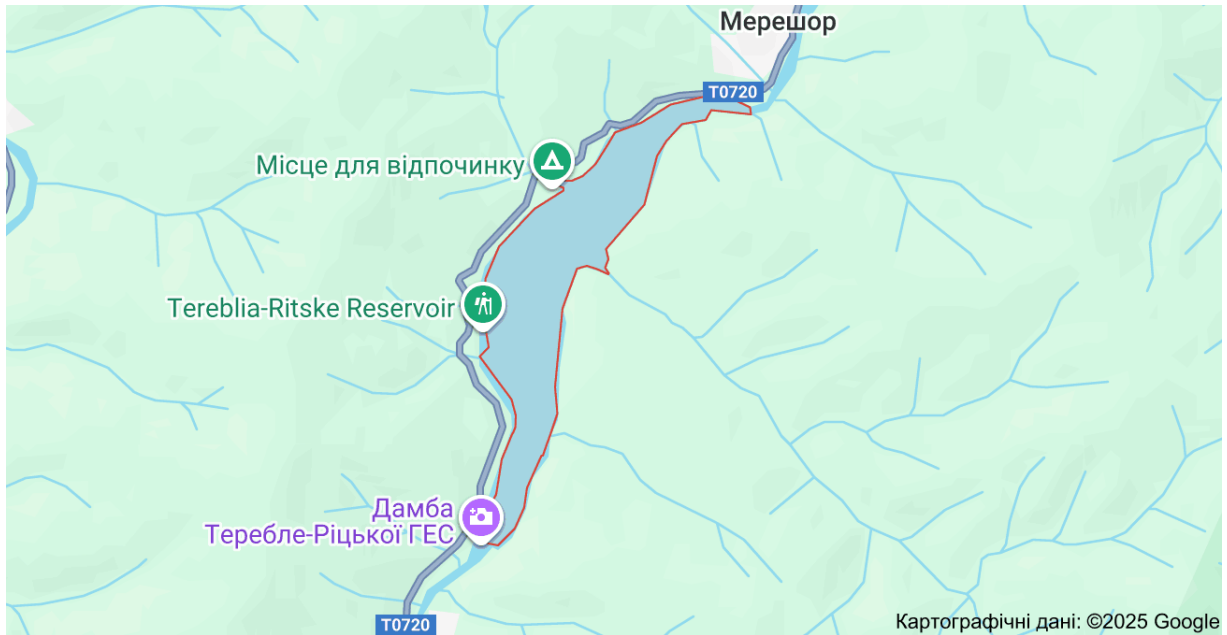 Мерешор
T0720
Місце для відпочинку
Tereblia-Ritske Reservoir
Дамба
Теребле-Ріцької ГЕС
T0720
Картографічні дані: ©2025 Google